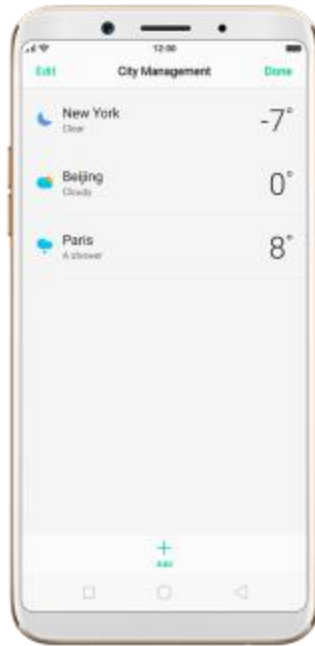 12:00
Edit City Management Done
New York
Clear
-7°
Beijing
Cloudy
0°
Paris
A shower
8°
Add